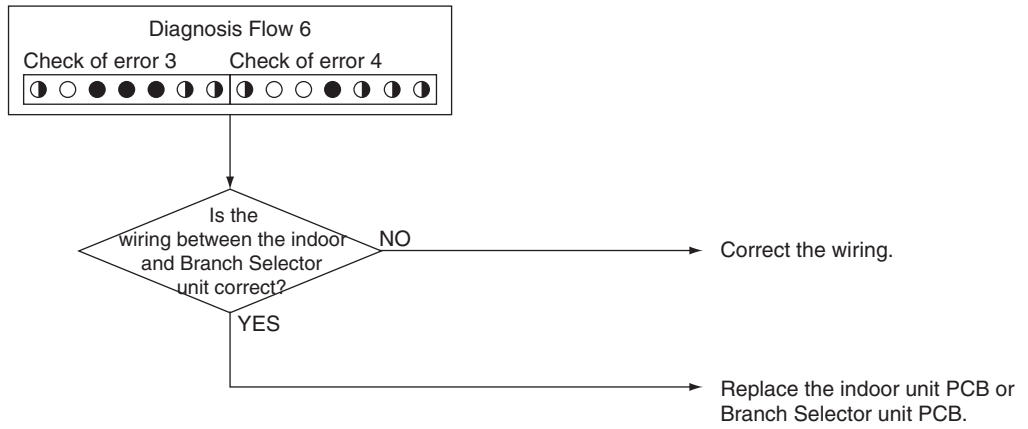 Diagnosis Flow 6
Check of error 3 Check of error 4
Is the
wiring between the indoor
and Branch Selector
unit correct?
NO
Correct the wiring.
YES
Replace the indoor unit PCB or
Branch Selector unit PCB.